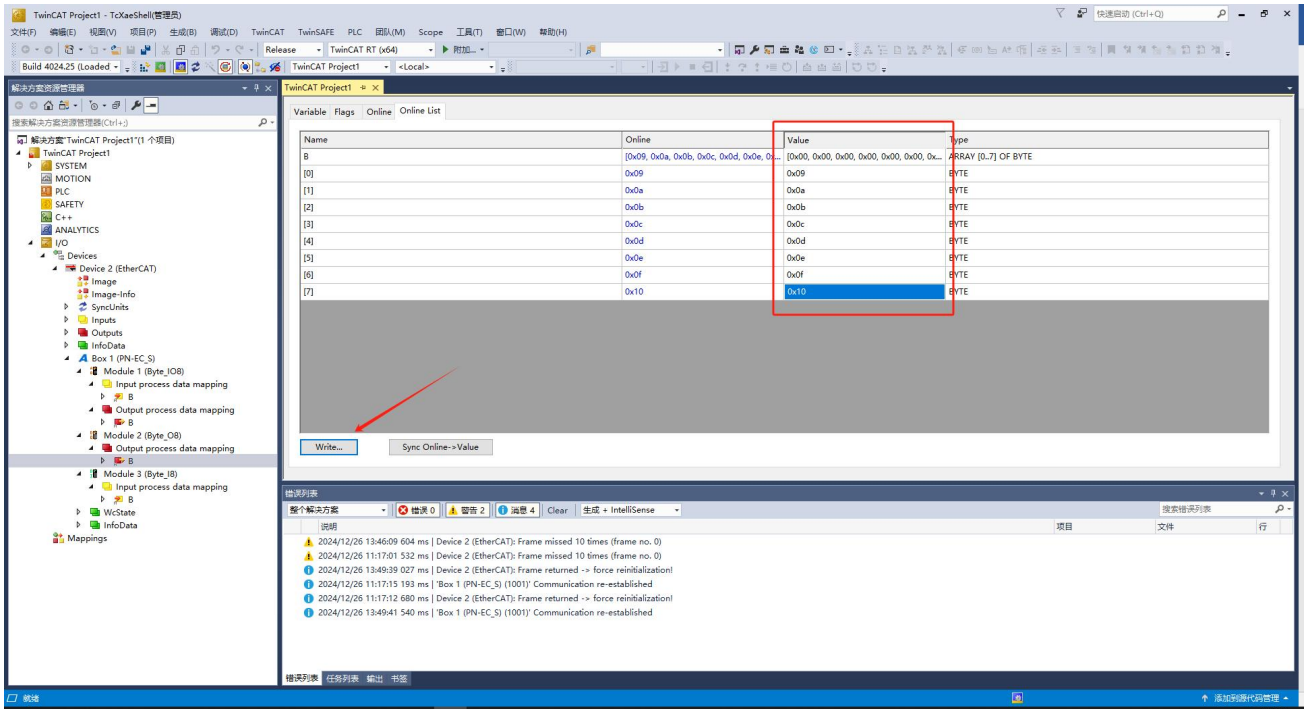 TwinCAT Project1 - TcXaeShell(管理员)
快速启动 (Ctrl+Q)
文件(F) 编辑(E) 视图(V) 项目(P) 生成(B) 调试(D) TwinCAT TwinSAFE PLC 团队(M) Scope 工具(T) 窗口(W) 帮助(H)
Release TwinCAT RT (x64) 附加...
Build 4024.25 (Loaded TwinCAT Project1 <Local>
解决方案资源管理器
搜索解决方案资源管理器(Ctrl+;)
解决方案"TwinCAT Project1"(1 个项目)
TwinCAT Project1
SYSTEM
MOTION
PLC
SAFETY
C++
ANALYTICS
I/O
Devices
Device 2 (EtherCAT)
Image
Image-Info
SyncUnits
Inputs
Outputs
InfoData
Box 1 (PN-EC_S)
Module 1 (Byte_IO8)
Input process data mapping
B
Output process data mapping
B
Module 2 (Byte_O8)
Output process data mapping
B
Module 3 (Byte_I8)
Input process data mapping
B
WcState
InfoData
Mappings
TwinCAT Project1
Variable Flags Online Online List
Name Online Value Type
B [0x09, 0x0a, 0x0b, 0x0c, 0x0d, 0x0e, 0x... [0x00, 0x00, 0x00, 0x00, 0x00, 0x00, 0x... ARRAY [0..7] OF BYTE
[0] 0x09 0x09 BYTE
[1] 0x0a 0x0a BYTE
[2] 0x0b 0x0b BYTE
[3] 0x0c 0x0c BYTE
[4] 0x0d 0x0d BYTE
[5] 0x0e 0x0e BYTE
[6] 0x0f 0x0f BYTE
[7] 0x10 0x10 BYTE
Write... Sync Online->Value
错误列表
整个解决方案 错误 0 警告 2 消息 4 Clear 生成 + IntelliSense 搜索错误列表
说明 项目 文件 行
2024/12/26 13:46:09 604 ms | Device 2 (EtherCAT): Frame missed 10 times (frame no. 0)
2024/12/26 11:17:01 532 ms | Device 2 (EtherCAT): Frame missed 10 times (frame no. 0)
2024/12/26 13:49:39 027 ms | Device 2 (EtherCAT): Frame returned -> force reinitialization!
2024/12/26 11:17:15 193 ms | 'Box 1 (PN-EC_S) (1001)' Communication re-established
2024/12/26 11:17:12 680 ms | Device 2 (EtherCAT): Frame returned -> force reinitialization!
2024/12/26 13:49:41 540 ms | 'Box 1 (PN-EC_S) (1001)' Communication re-established
错误列表 任务列表 输出 书签
就绪 添加到源代码管理